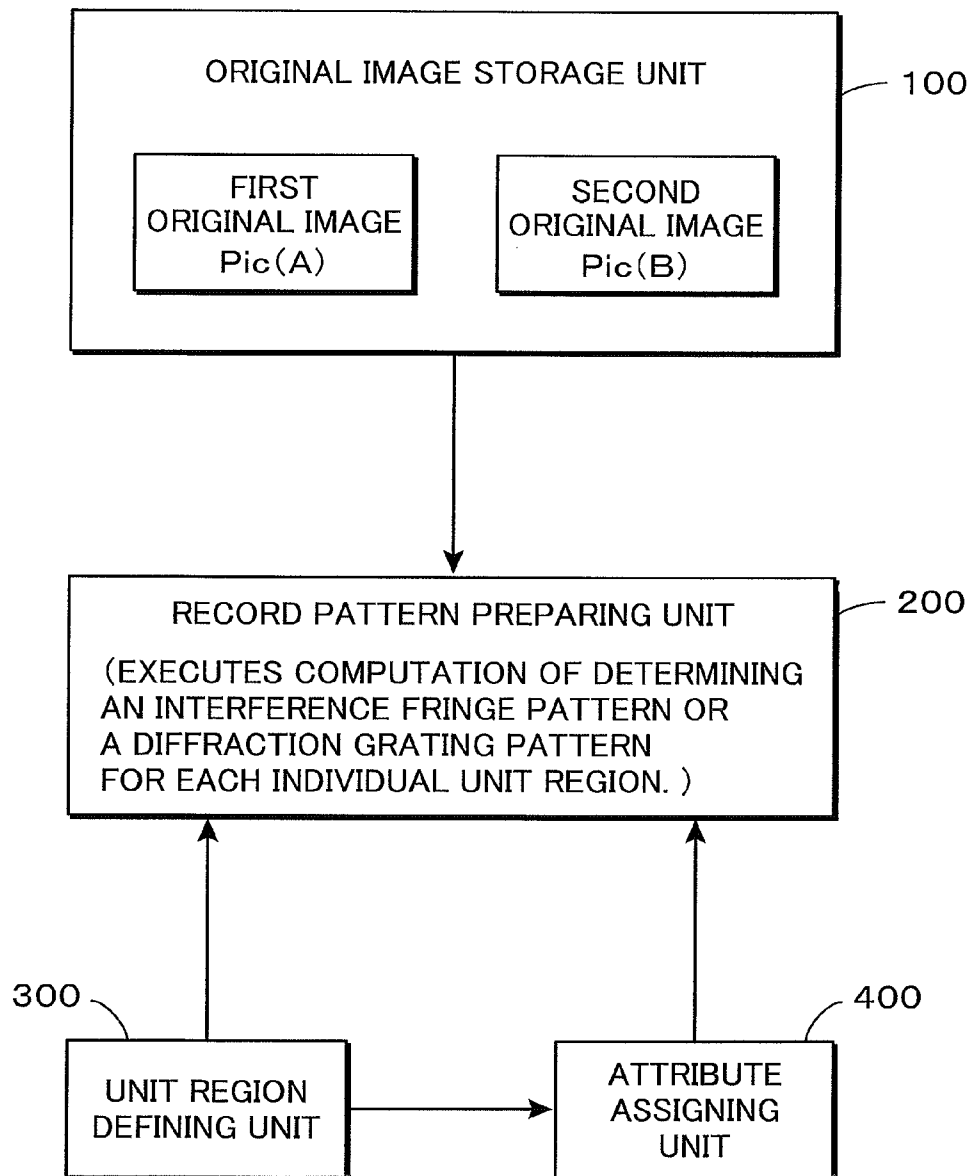 ORIGINAL IMAGE STORAGE UNIT
100
FIRST
ORIGINAL IMAGE
Pic(A)
SECOND
ORIGINAL IMAGE
Pic(B)
RECORD PATTERN PREPARING UNIT
200
(EXECUTES COMPUTATION OF DETERMINING
AN INTERFERENCE FRINGE PATTERN OR
A DIFFRACTION GRATING PATTERN
FOR EACH INDIVIDUAL UNIT REGION. )
300
UNIT REGION
DEFINING UNIT
400
ATTRIBUTE
ASSIGNING
UNIT